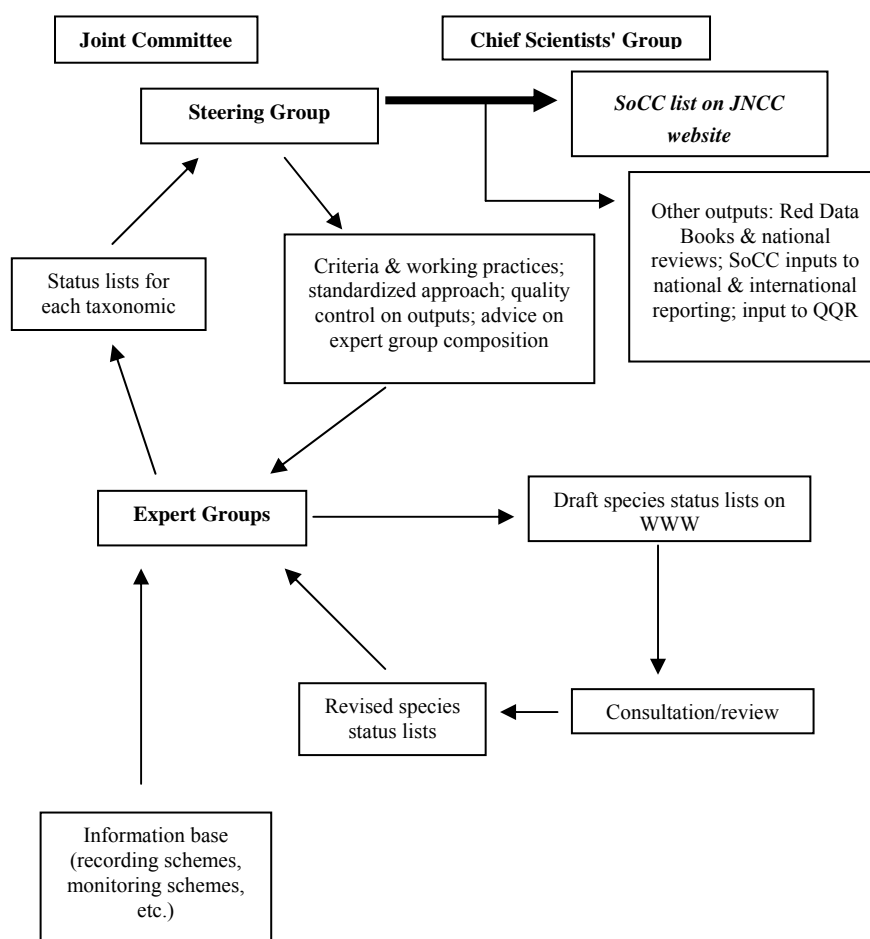 Joint Committee
Chief Scientists' Group
Steering Group
SoCC list on JNCC
website
Other outputs: Red Data
Books & national
reviews; SoCC inputs to
national & international
reporting; input to QQR
Criteria & working practices;
standardized approach; quality
control on outputs; advice on
expert group composition
Status lists for
each taxonomic
Expert Groups
Draft species status lists on
WWW
Revised species
status lists
Consultation/review
Information base
(recording schemes,
monitoring schemes,
etc.)